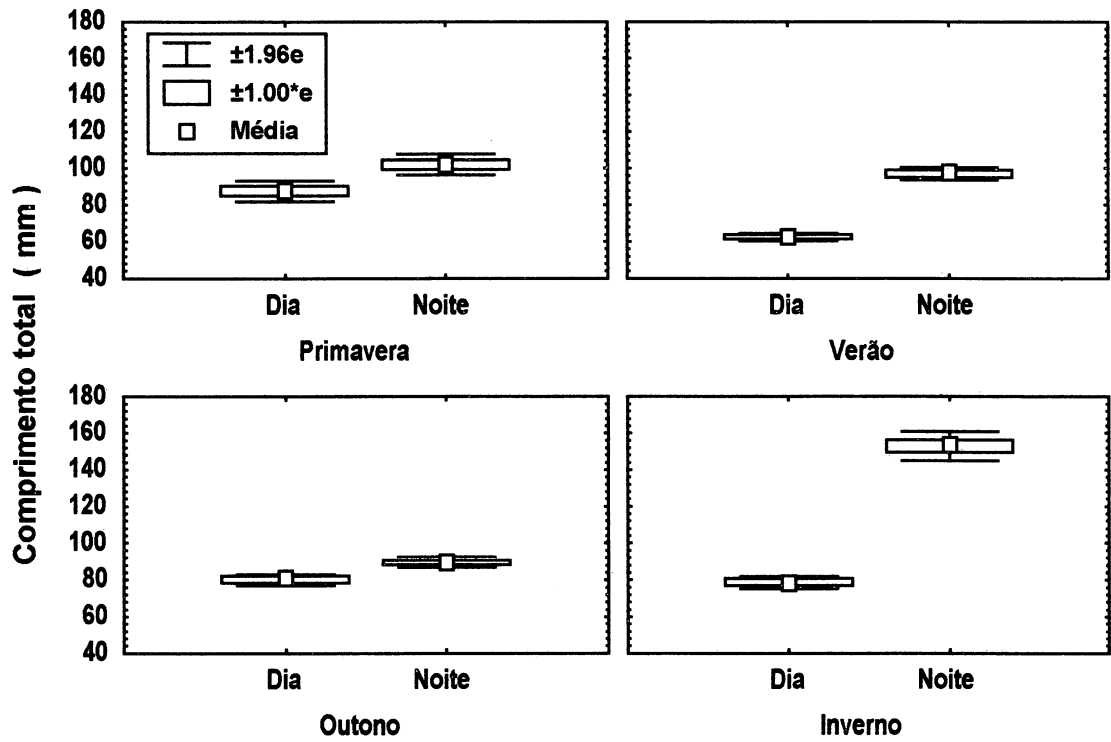 Comprimento total ( mm )
180
160
140
120
100
80
60
40
±1.96e
±1.00*e
Média
Dia Noite
Primavera
Dia Noite
Verão
180
160
140
120
100
80
60
40
Dia Noite
Outono
Dia Noite
Inverno